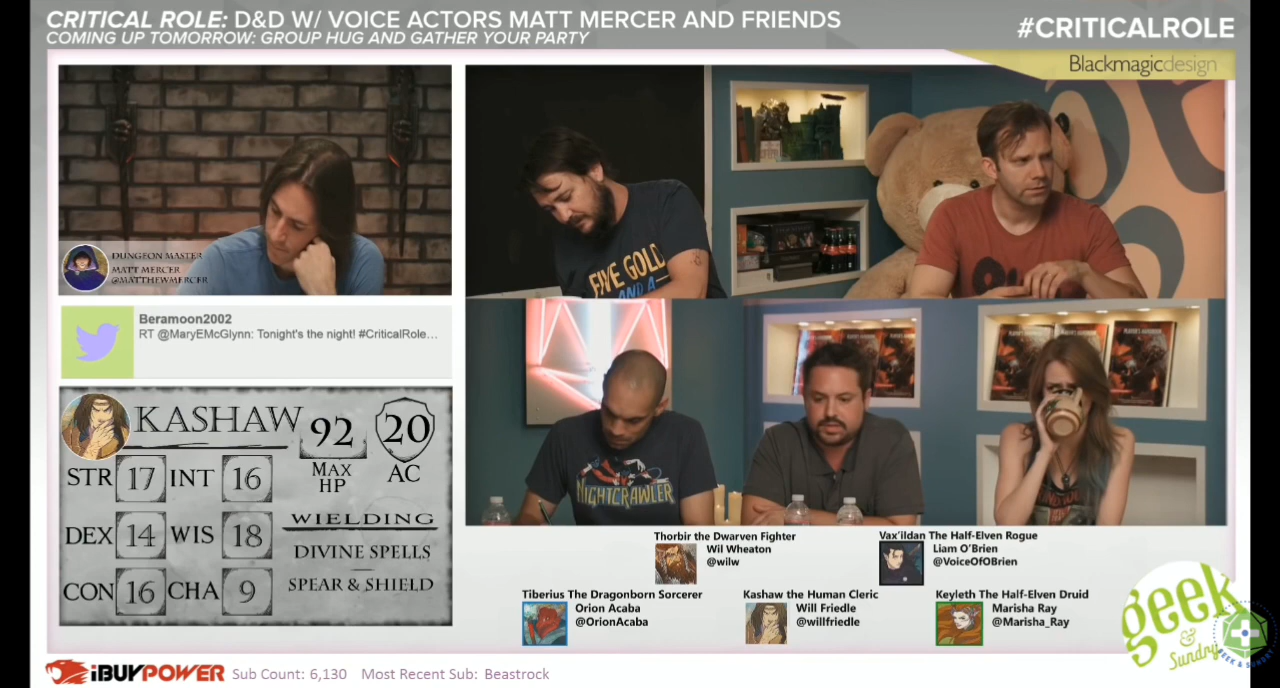 CRITICAL ROLE: D&D W/ VOICE ACTORS MATT MERCER AND FRIENDS
COMING UP TOMORROW: GROUP HUG AND GATHER YOUR PARTY
#CRITICALROLE
Blackmagicdesign
DUNGEON MASTER
MATT MERCER
@MATTHEWMERCER
FIVE GOLD
AND A
Beramoon2002
RT @MaryEMcGlynn: Tonight's the night! #CriticalRole…
NIGHTCRAWLER
KASHAW
92
MAX
HP
20
AC
STR 17 INT 16
DEX 14 WIS 18
CON 16 CHA 9
WIELDING
DIVINE SPELLS
SPEAR & SHIELD
Thorbir the Dwarven Fighter
Wil Wheaton
@wilw
Vax'ildan The Half-Elven Rogue
Liam O'Brien
@VoiceOfOBrien
Tiberius The Dragonborn Sorcerer
Orion Acaba
@OrionAcaba
Kashaw the Human Cleric
Will Friedle
@willfriedle
Keyleth The Half-Elven Druid
Marisha Ray
@Marisha_Ray
geek
&
Sundry
iBUYPOWER
Sub Count: 6,130 Most Recent Sub: Beastrock